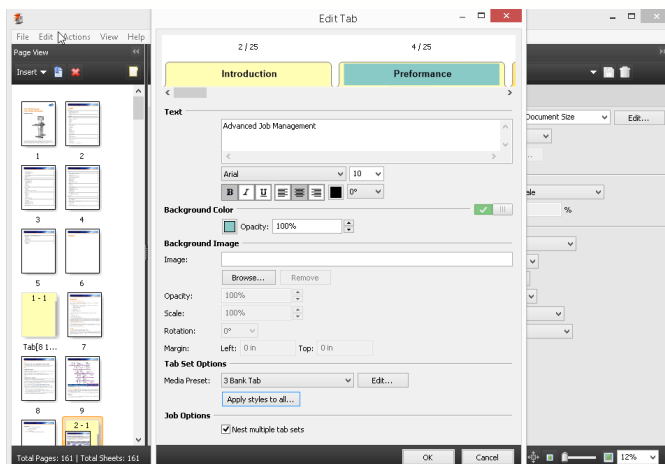 Edit Tab
File Edit Actions View Help
Page View
Insert
2 / 25 4 / 25
Introduction Preformance
Text
Advanced Job Management
Arial 10
B I U 0°
Background Color
Opacity: 100%
Background Image
Image:
Browse... Remove
Opacity: 100%
Scale: 100%
Rotation: 0°
Margin: Left: 0 in Top: 0 in
Tab Set Options
Media Preset: 3 Bank Tab Edit...
Apply styles to all...
Job Options
Nest multiple tab sets
OK Cancel
1 2
3 4
5 6
1 - 1
Tab[8 1... 7
8 9
2 - 1
Total Pages: 161 | Total Sheets: 161
Document Size Edit...
%
12%